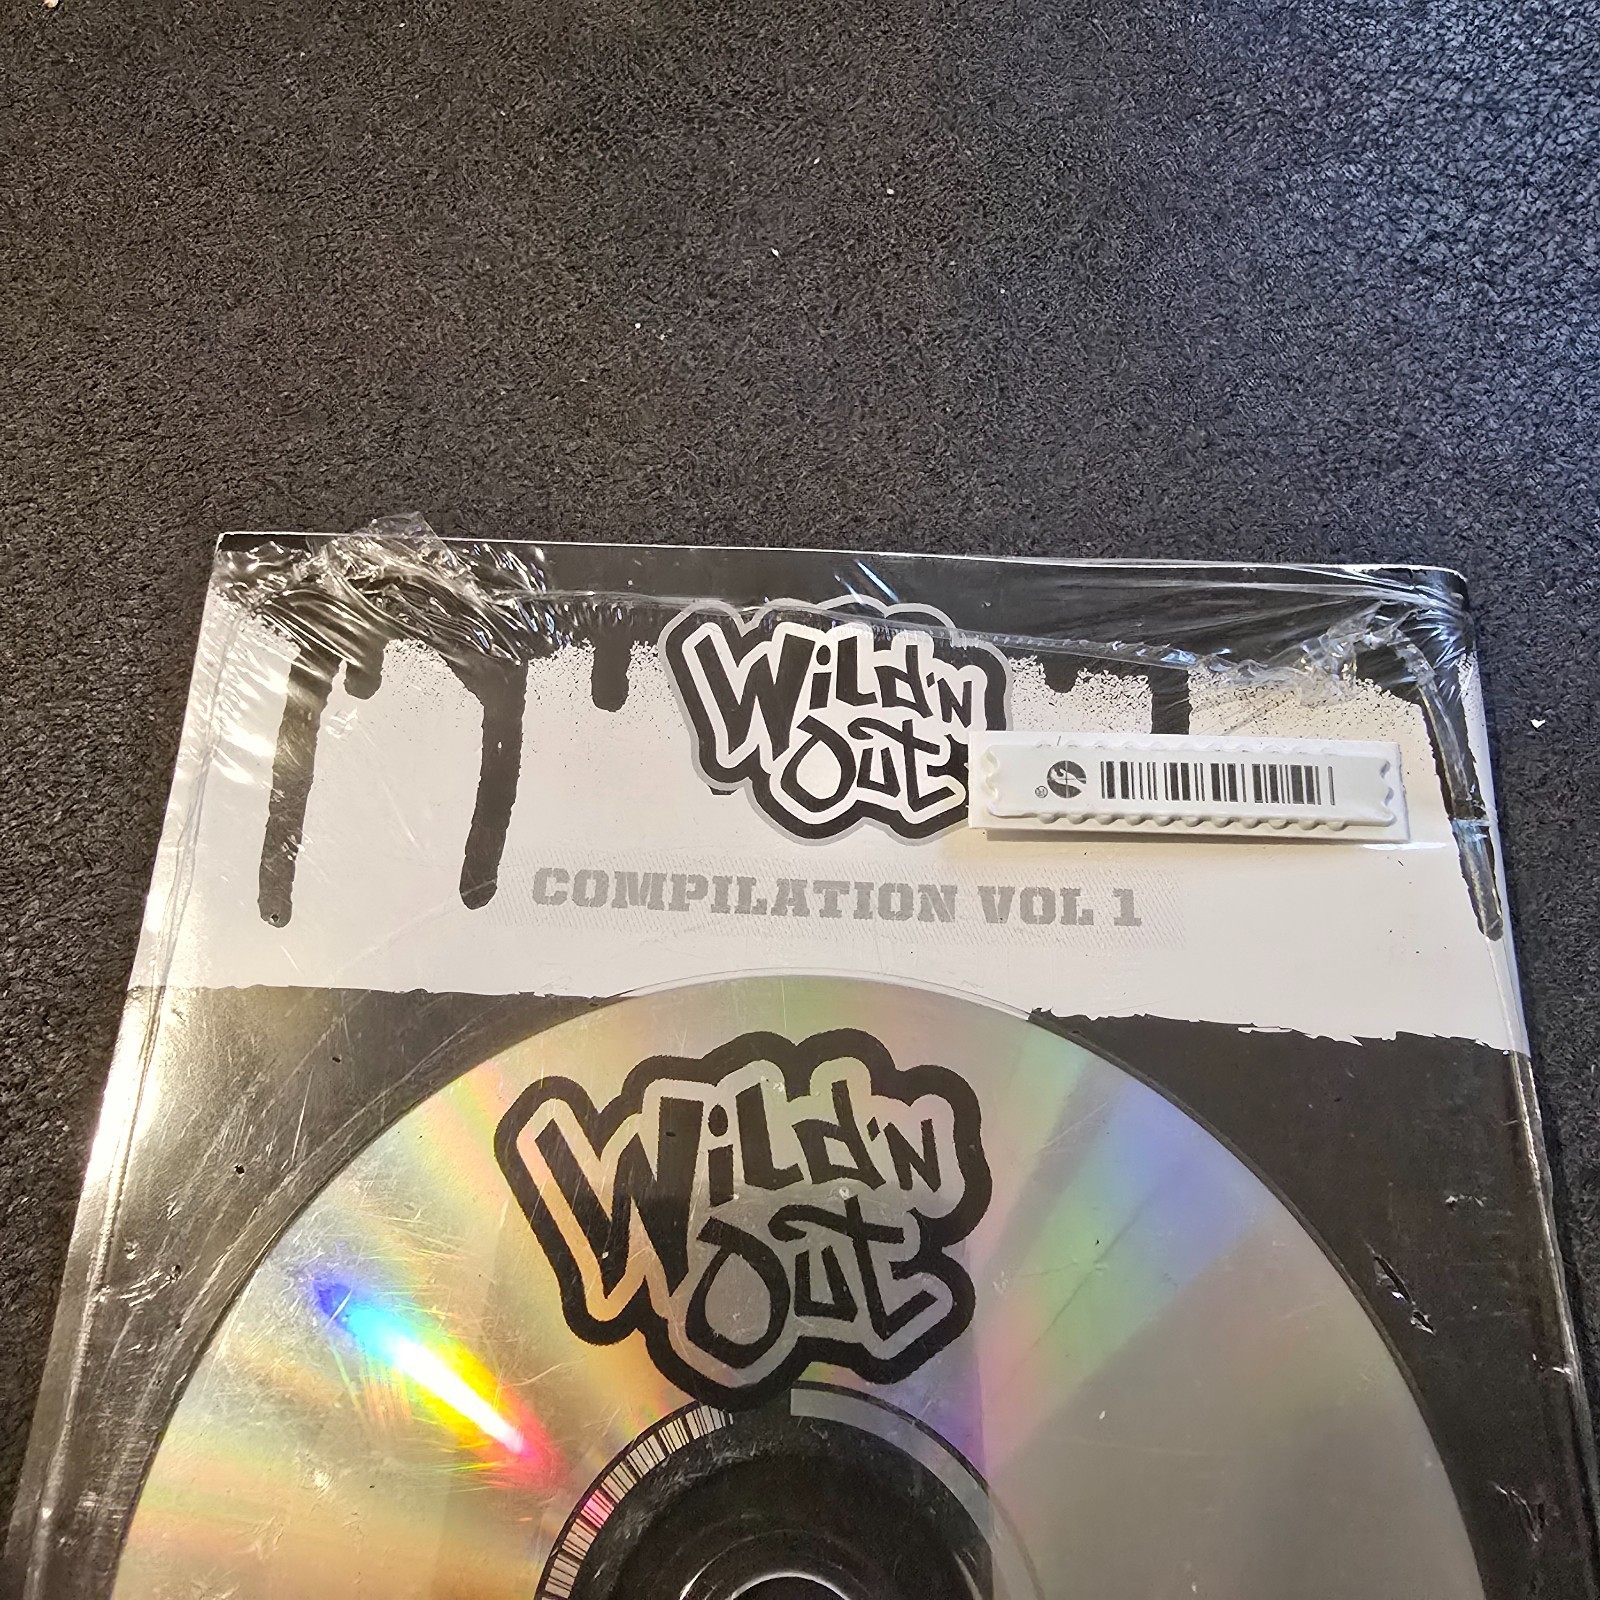 Wild'n
Out
®
COMPILATION VOL 1
Wild'n
Out